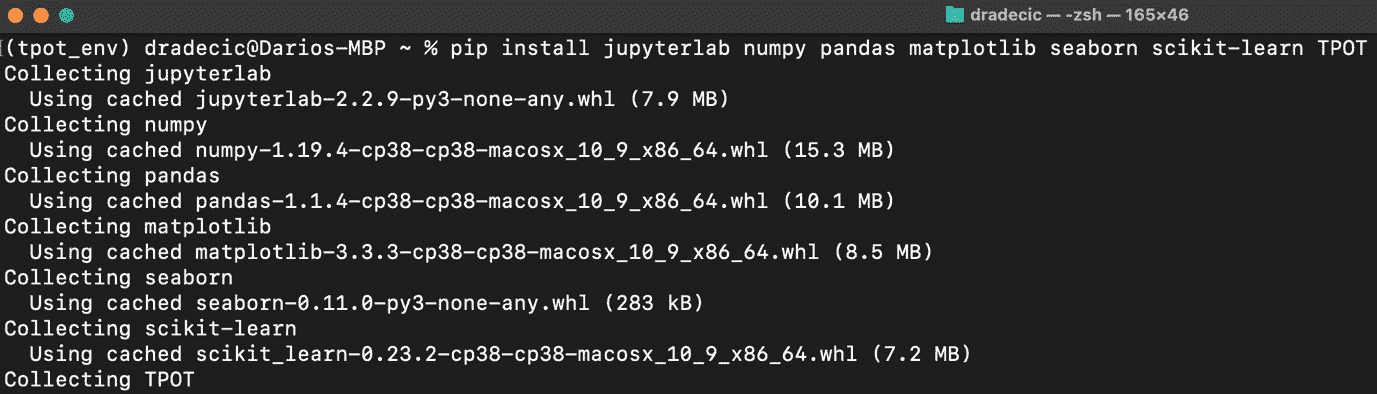 dradecic — -zsh — 165×46
(tpot_env) dradecic@Darios-MBP ~ % pip install jupyterlab numpy pandas matplotlib seaborn scikit-learn TPOT
Collecting jupyterlab
  Using cached jupyterlab-2.2.9-py3-none-any.whl (7.9 MB)
Collecting numpy
  Using cached numpy-1.19.4-cp38-cp38-macosx_10_9_x86_64.whl (15.3 MB)
Collecting pandas
  Using cached pandas-1.1.4-cp38-cp38-macosx_10_9_x86_64.whl (10.1 MB)
Collecting matplotlib
  Using cached matplotlib-3.3.3-cp38-cp38-macosx_10_9_x86_64.whl (8.5 MB)
Collecting seaborn
  Using cached seaborn-0.11.0-py3-none-any.whl (283 kB)
Collecting scikit-learn
  Using cached scikit_learn-0.23.2-cp38-cp38-macosx_10_9_x86_64.whl (7.2 MB)
Collecting TPOT